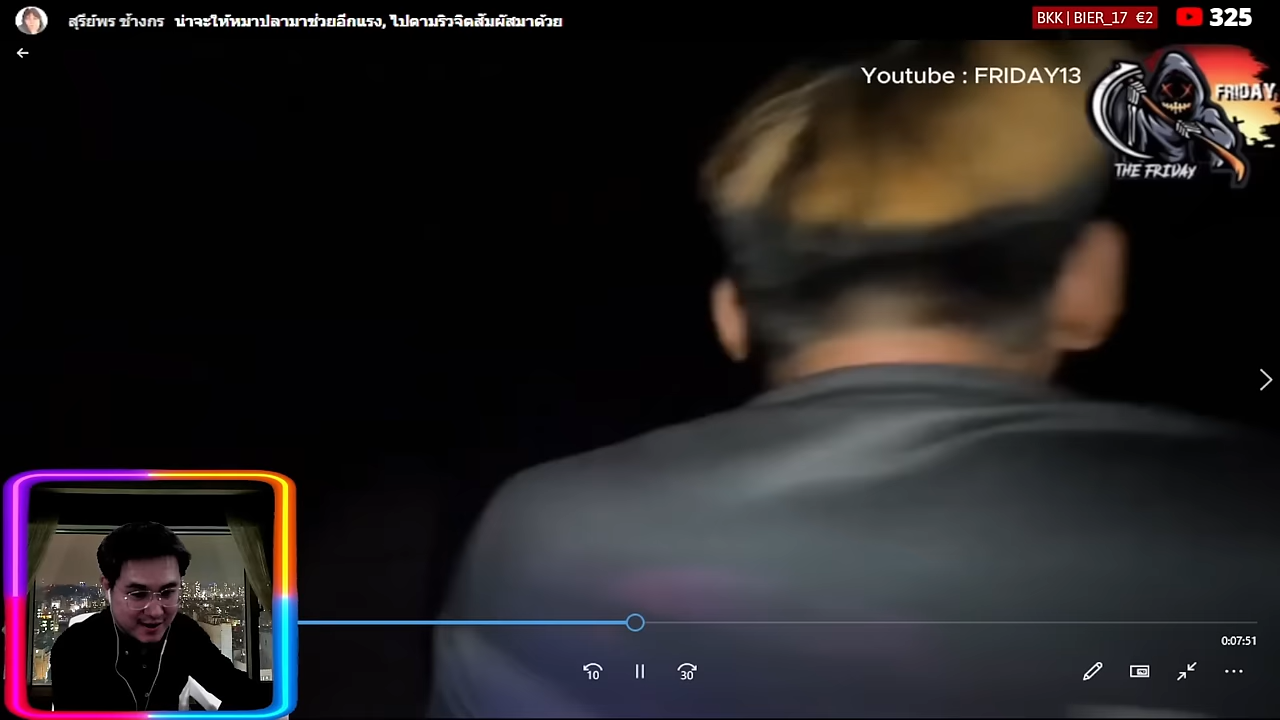 สุรีย์พร ช้างกร น่าจะให้หมาปลามาช่วยอีกแรง, ไปตามริวจิตสัมผัสมาด้วย
BKK | BIER_17 €2
325
Youtube : FRIDAY13
FRIDAY
THE FRIDAY
0:07:51
10
30